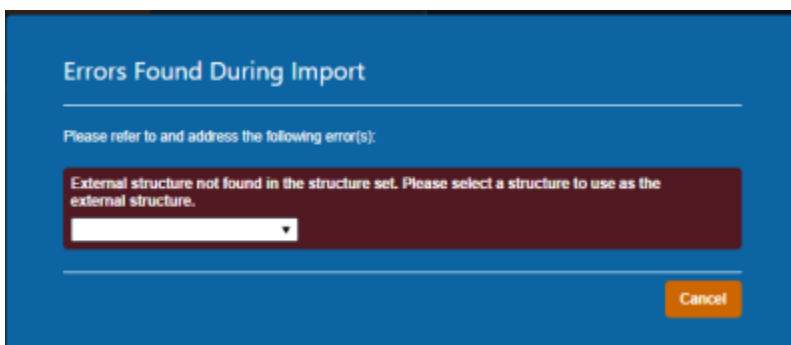 Errors Found During Import
Please refer to and address the following error(s):
External structure not found in the structure set. Please select a structure to use as the
external structure.
Cancel